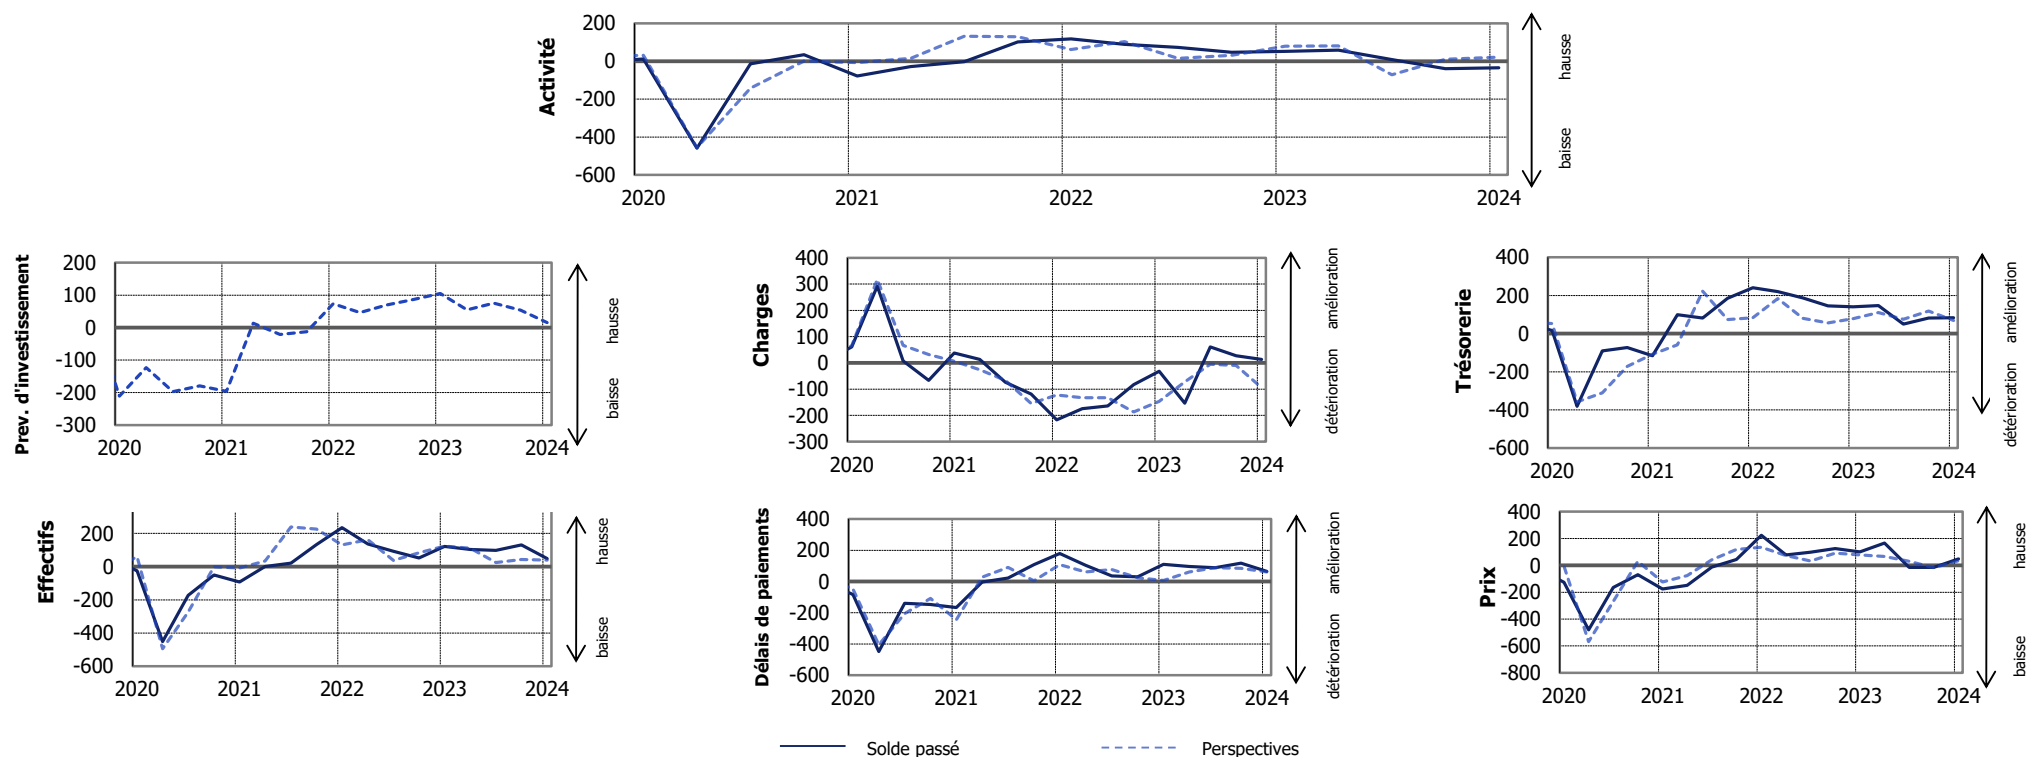 Activité
200
0
-200
-400
-600
2020 2021 2022 2023 2024
hausse
baisse
Prev. d'investissement
200
100
0
-100
-200
-300
2020 2021 2022 2023 2024
hausse
baisse
Charges
400
300
200
100
0
-100
-200
-300
2020 2021 2022 2023 2024
amélioration
détérioration
Trésorerie
400
200
0
-200
-400
-600
2020 2021 2022 2023 2024
amélioration
détérioration
Effectifs
200
0
-200
-400
-600
2020 2021 2022 2023 2024
hausse
baisse
Délais de paiements
400
200
0
-200
-400
-600
2020 2021 2022 2023 2024
amélioration
détérioration
Prix
400
200
0
-200
-400
-600
-800
2020 2021 2022 2023 2024
hausse
baisse
Solde passé Perspectives